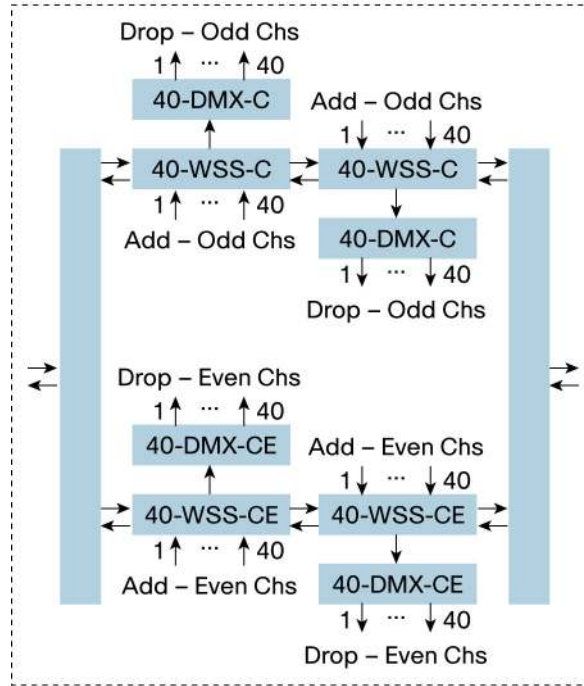 Drop – Odd Chs
1 ... 40
40-DMX-C
Add – Odd Chs
1 ... 40
40-WSS-C
40-WSS-C
1 ... 40
Add – Odd Chs
40-DMX-C
1 ... 40
Drop – Odd Chs
Drop – Even Chs
1 ... 40
40-DMX-CE
Add – Even Chs
1 ... 40
40-WSS-CE
40-WSS-CE
1 ... 40
Add – Even Chs
40-DMX-CE
1 ... 40
Drop – Even Chs